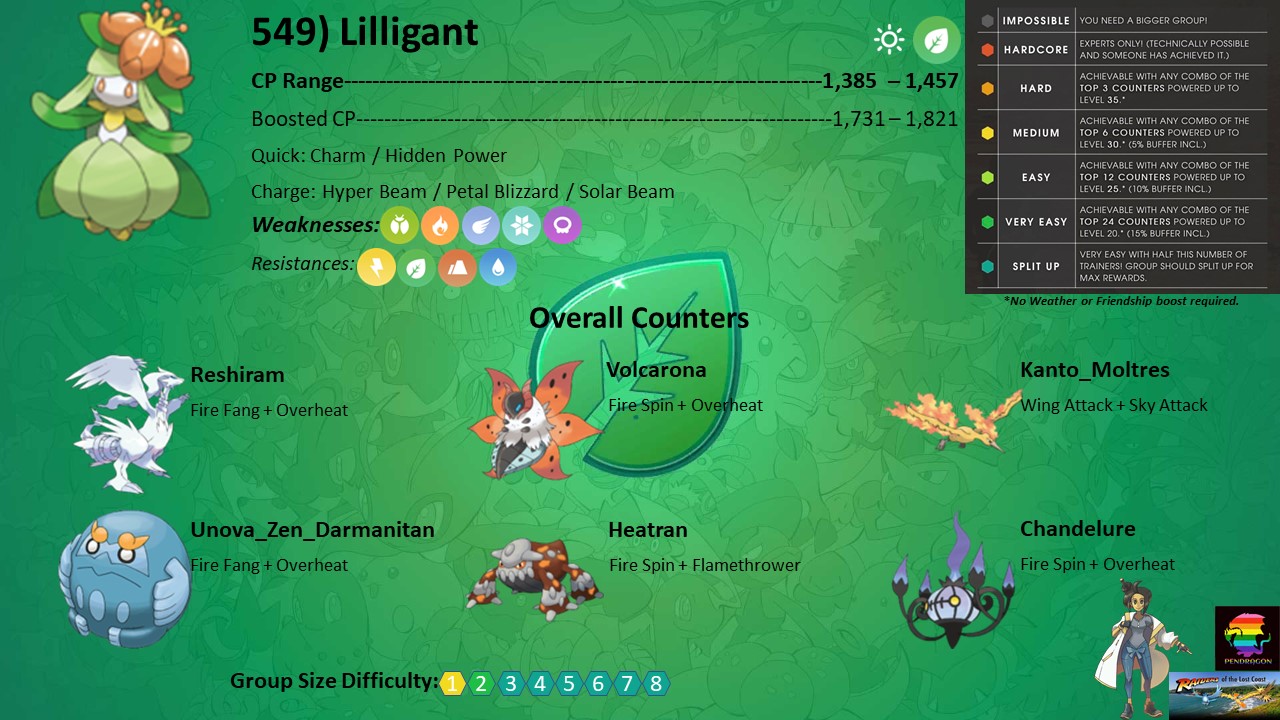 549) Lilligant
CP Range--------------------------------------------------------------------1,385 – 1,457
Boosted CP--------------------------------------------------------------------1,731 – 1,821
Quick: Charm / Hidden Power
Charge: Hyper Beam / Petal Blizzard / Solar Beam
Weaknesses:
Resistances:
IMPOSSIBLE YOU NEED A BIGGER GROUP!
HARDCORE EXPERTS ONLY! (TECHNICALLY POSSIBLE
AND SOMEONE HAS ACHIEVED IT.)
HARD ACHIEVABLE WITH ANY COMBO OF THE
TOP 3 COUNTERS POWERED UP TO
LEVEL 35.*
MEDIUM ACHIEVABLE WITH ANY COMBO OF THE
TOP 6 COUNTERS POWERED UP TO
LEVEL 30.* (5% BUFFER INCL.)
EASY ACHIEVABLE WITH ANY COMBO OF THE
TOP 12 COUNTERS POWERED UP TO
LEVEL 25.* (10% BUFFER INCL.)
VERY EASY ACHIEVABLE WITH ANY COMBO OF THE
TOP 24 COUNTERS POWERED UP TO
LEVEL 20.* (15% BUFFER INCL.)
SPLIT UP VERY EASY WITH HALF THIS NUMBER OF
TRAINERS! GROUP SHOULD SPLIT UP FOR
MAX REWARDS.
*No Weather or Friendship boost required.
Overall Counters
Reshiram
Fire Fang + Overheat
Volcarona
Fire Spin + Overheat
Kanto_Moltres
Wing Attack + Sky Attack
Unova_Zen_Darmanitan
Fire Fang + Overheat
Heatran
Fire Spin + Flamethrower
Chandelure
Fire Spin + Overheat
Group Size Difficulty: 1 2 3 4 5 6 7 8
PENDRAGON
RAIDERS of the Lost Coast